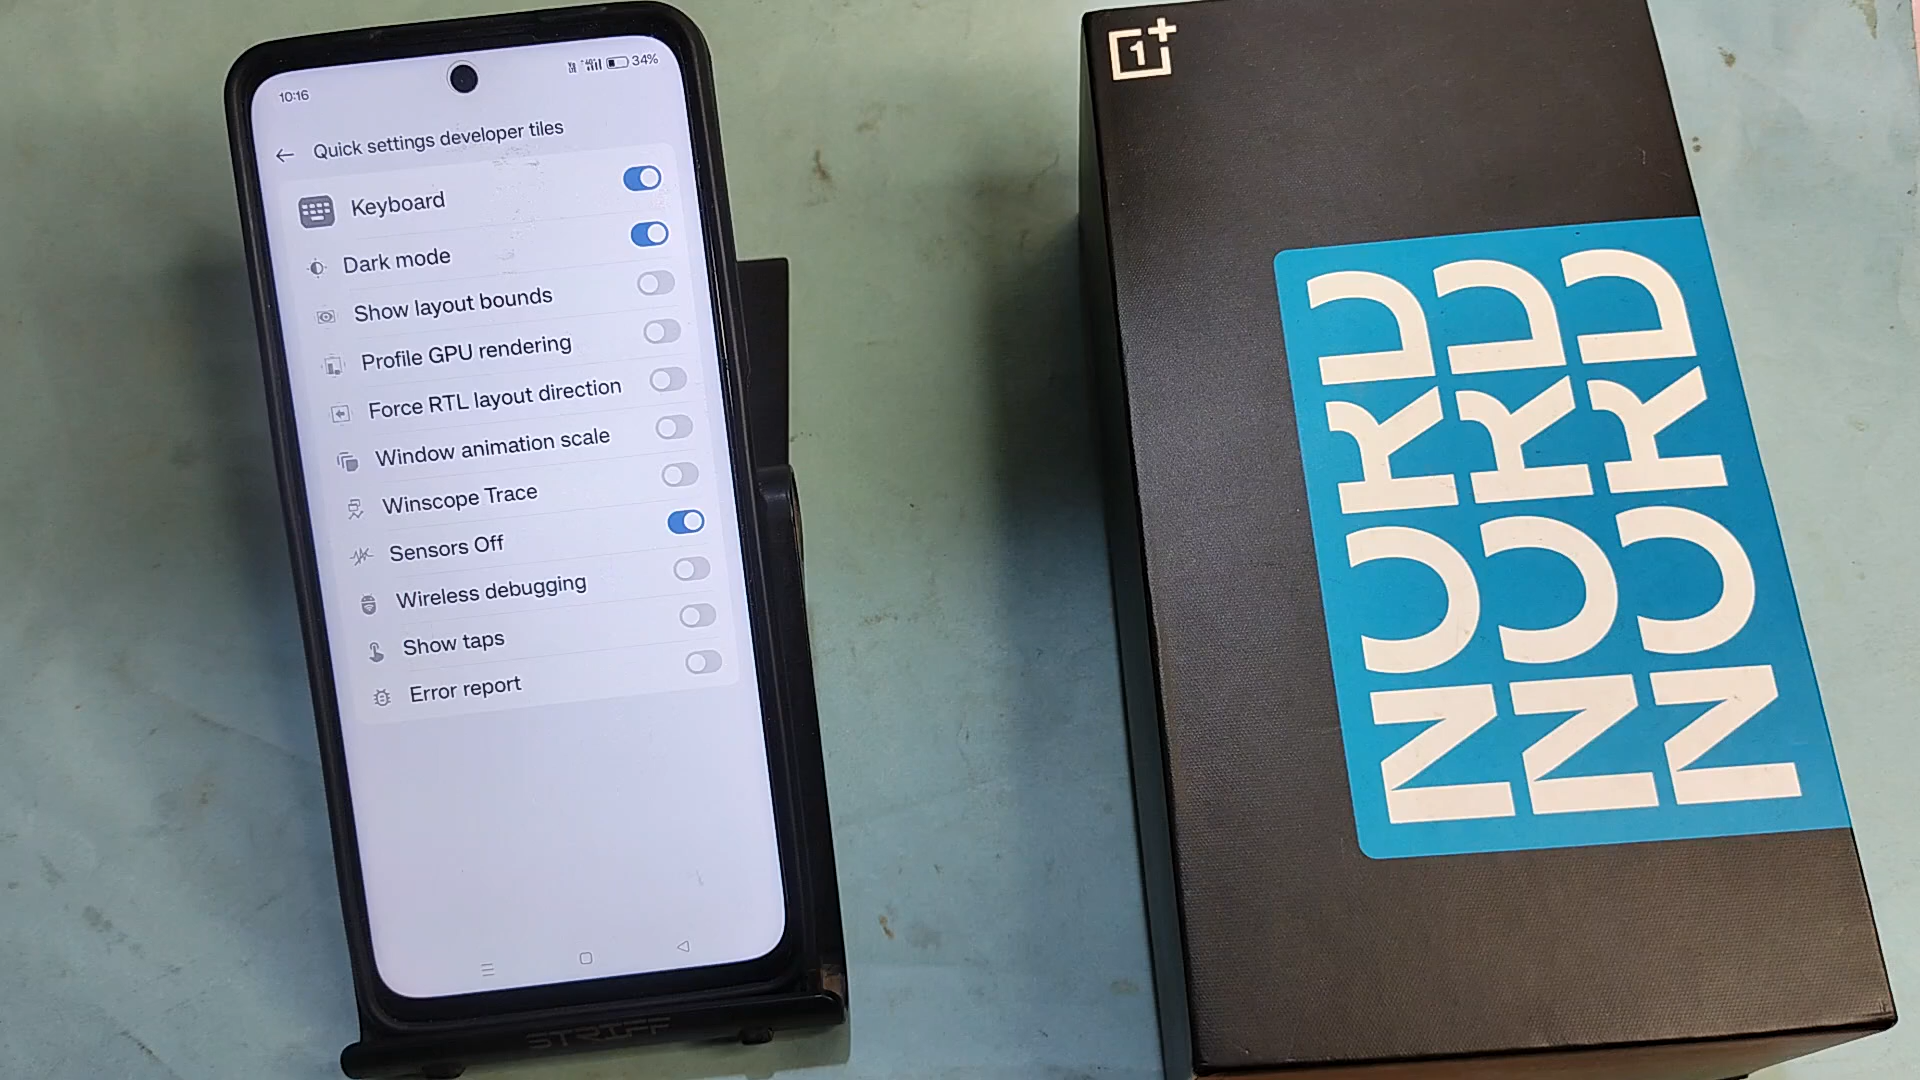 10:16
34%
Quick settings developer tiles
Keyboard
Dark mode
Show layout bounds
Profile GPU rendering
Force RTL layout direction
Window animation scale
Winscope Trace
Sensors Off
Wireless debugging
Show taps
Error report
STRIFF
1+
NORD
NORD
NORD